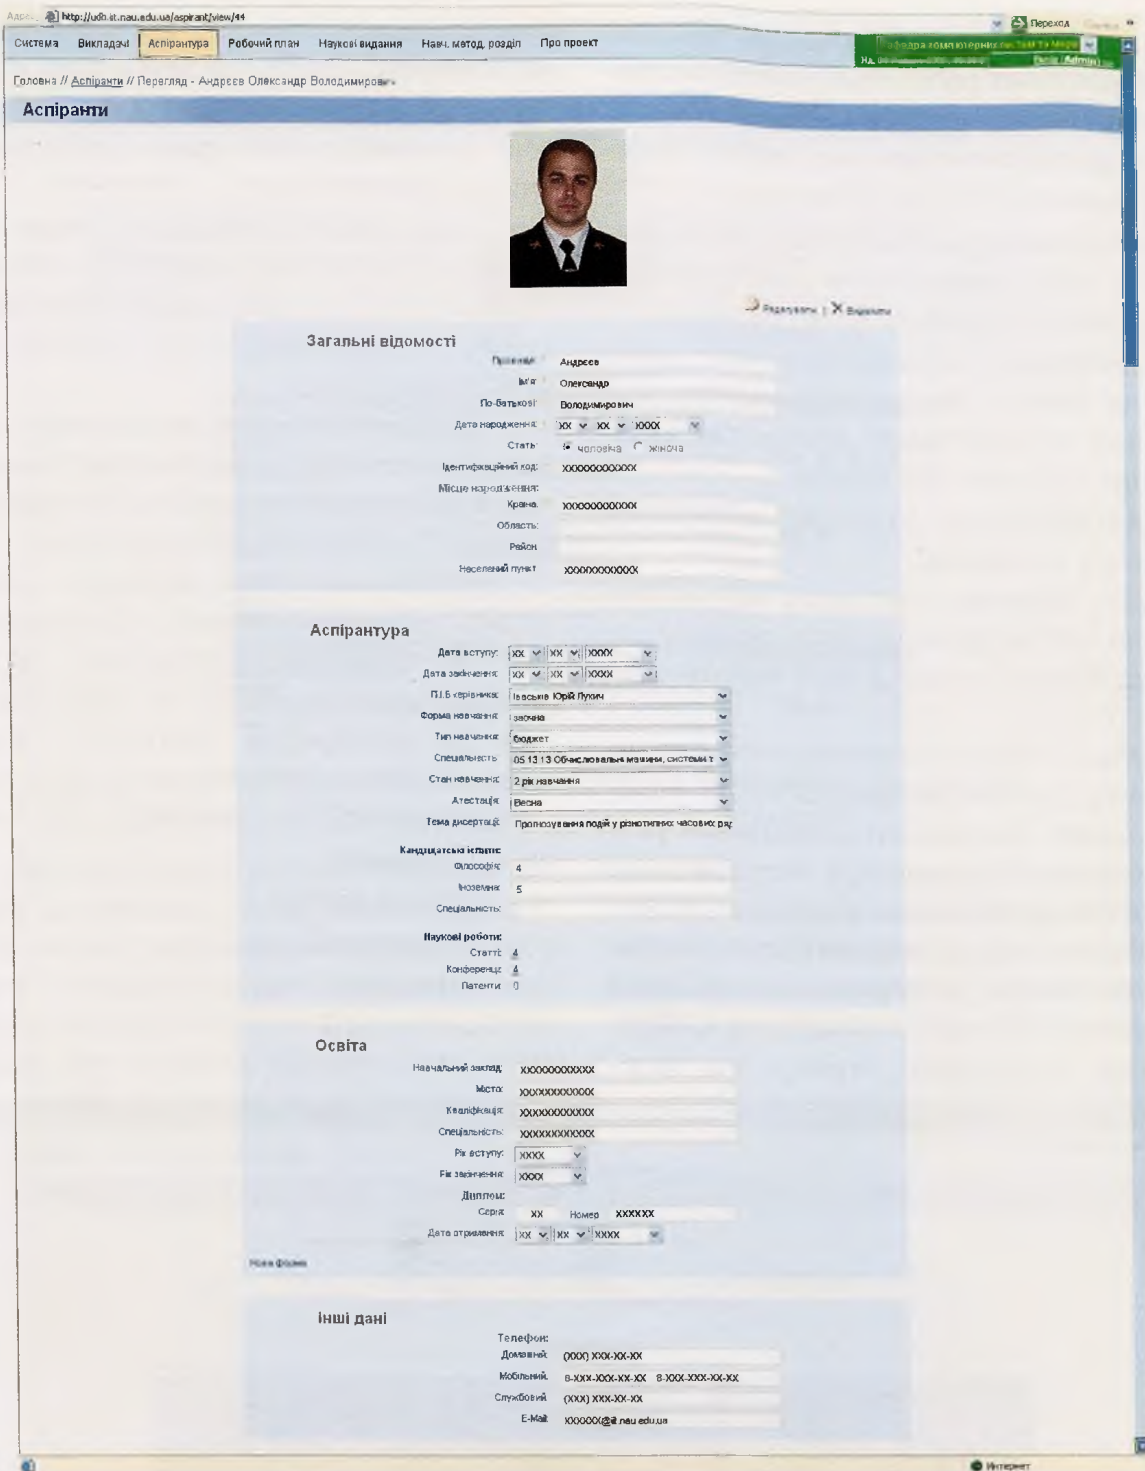 http://udb.iit.nau.edu.ua/aspirant/view/44 Переход
Система Викладачі Аспірантура Робочий план Наукові видання Навч. метод. розділ Про проект
Головна // Аспіранти // Перегляд - Андрєєв Олександр Володимирович
Аспіранти
Редагувати | Видалити
Загальні відомості
Прізвище: Андрєєв
Ім'я: Олександр
По-батькові: Володимирович
Дата народження: XX XX XXXX
Стать: чоловіча жіноча
Ідентифікаційний код: XXXXXXXXXXXX
Місце народження:
Країна: XXXXXXXXXXXX
Область:
Район:
Населений пункт XXXXXXXXXXXX
Аспірантура
Дата вступу: XX XX XXXX
Дата закінчення: XX XX XXXX
П.І.Б керівника: Іваськів Юрій Лукич
Форма навчання: заочна
Тип навчання: бюджет
Спеціальність: 05.13.13 Обчислювальні машини, системи т
Стан навчання: 2 рік навчання
Атестація: Весна
Тема дисертації: Прогнозування подій у різнотипних часових ряд
Кандидатські іспити:
Філософія: 4
Іноземна: 5
Спеціальність:
Наукові роботи:
Статті: 4
Конференції: 4
Патенти: 0
Освіта
Навчальний заклад: XXXXXXXXXXXX
Місто: XXXXXXXXXXXX
Кваліфікація: XXXXXXXXXXXX
Спеціальність: XXXXXXXXXXXX
Рік вступу: XXXX
Рік закінчення: XXXX
Диплом:
Серія: XX Номер XXXXXX
Дата отримання: XX XX XXXX
Нова форма
Інші дані
Телефон:
Домашній: (XXX) XXX-XX-XX
Мобільний: 8-XXX-XXX-XX-XX 8-XXX-XXX-XX-XX
Службовий: (XXX) XXX-XX-XX
E-Mail: XXXXXX@iit.nau.edu.ua
Интернет